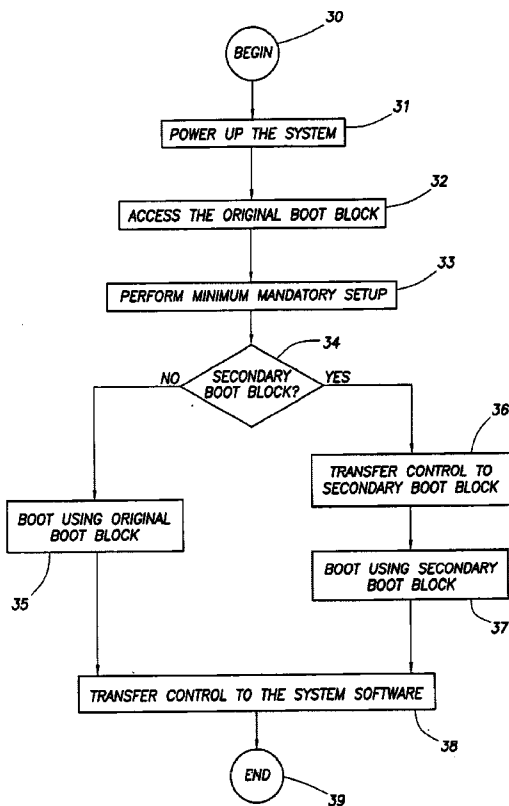 30
BEGIN
31
POWER UP THE SYSTEM
32
ACCESS THE ORIGINAL BOOT BLOCK
33
PERFORM MINIMUM MANDATORY SETUP
34
NO
SECONDARY
BOOT BLOCK?
YES
36
TRANSFER CONTROL TO
SECONDARY BOOT BLOCK
BOOT USING ORIGINAL
BOOT BLOCK
35
BOOT USING SECONDARY
BOOT BLOCK
37
TRANSFER CONTROL TO THE SYSTEM SOFTWARE
38
END
39